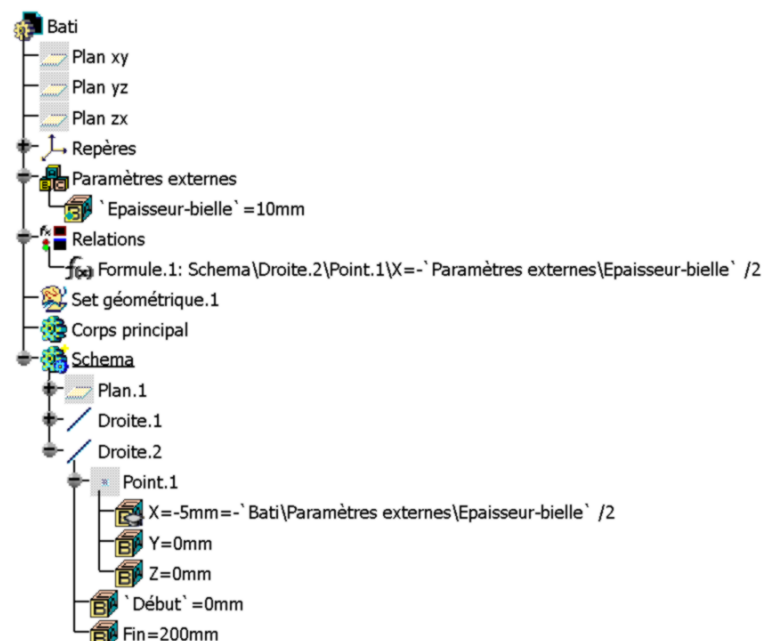 Bati
Plan xy
Plan yz
Plan zx
Repères
Paramètres externes
`Epaisseur-bielle`=10mm
Relations
Formule.1: Schema\Droite.2\Point.1\X=-`Paramètres externes\Epaisseur-bielle` /2
Set géométrique.1
Corps principal
Schema
Plan.1
Droite.1
Droite.2
Point.1
X=-5mm=-`Bati\Paramètres externes\Epaisseur-bielle` /2
Y=0mm
Z=0mm
`Début`=0mm
Fin=200mm